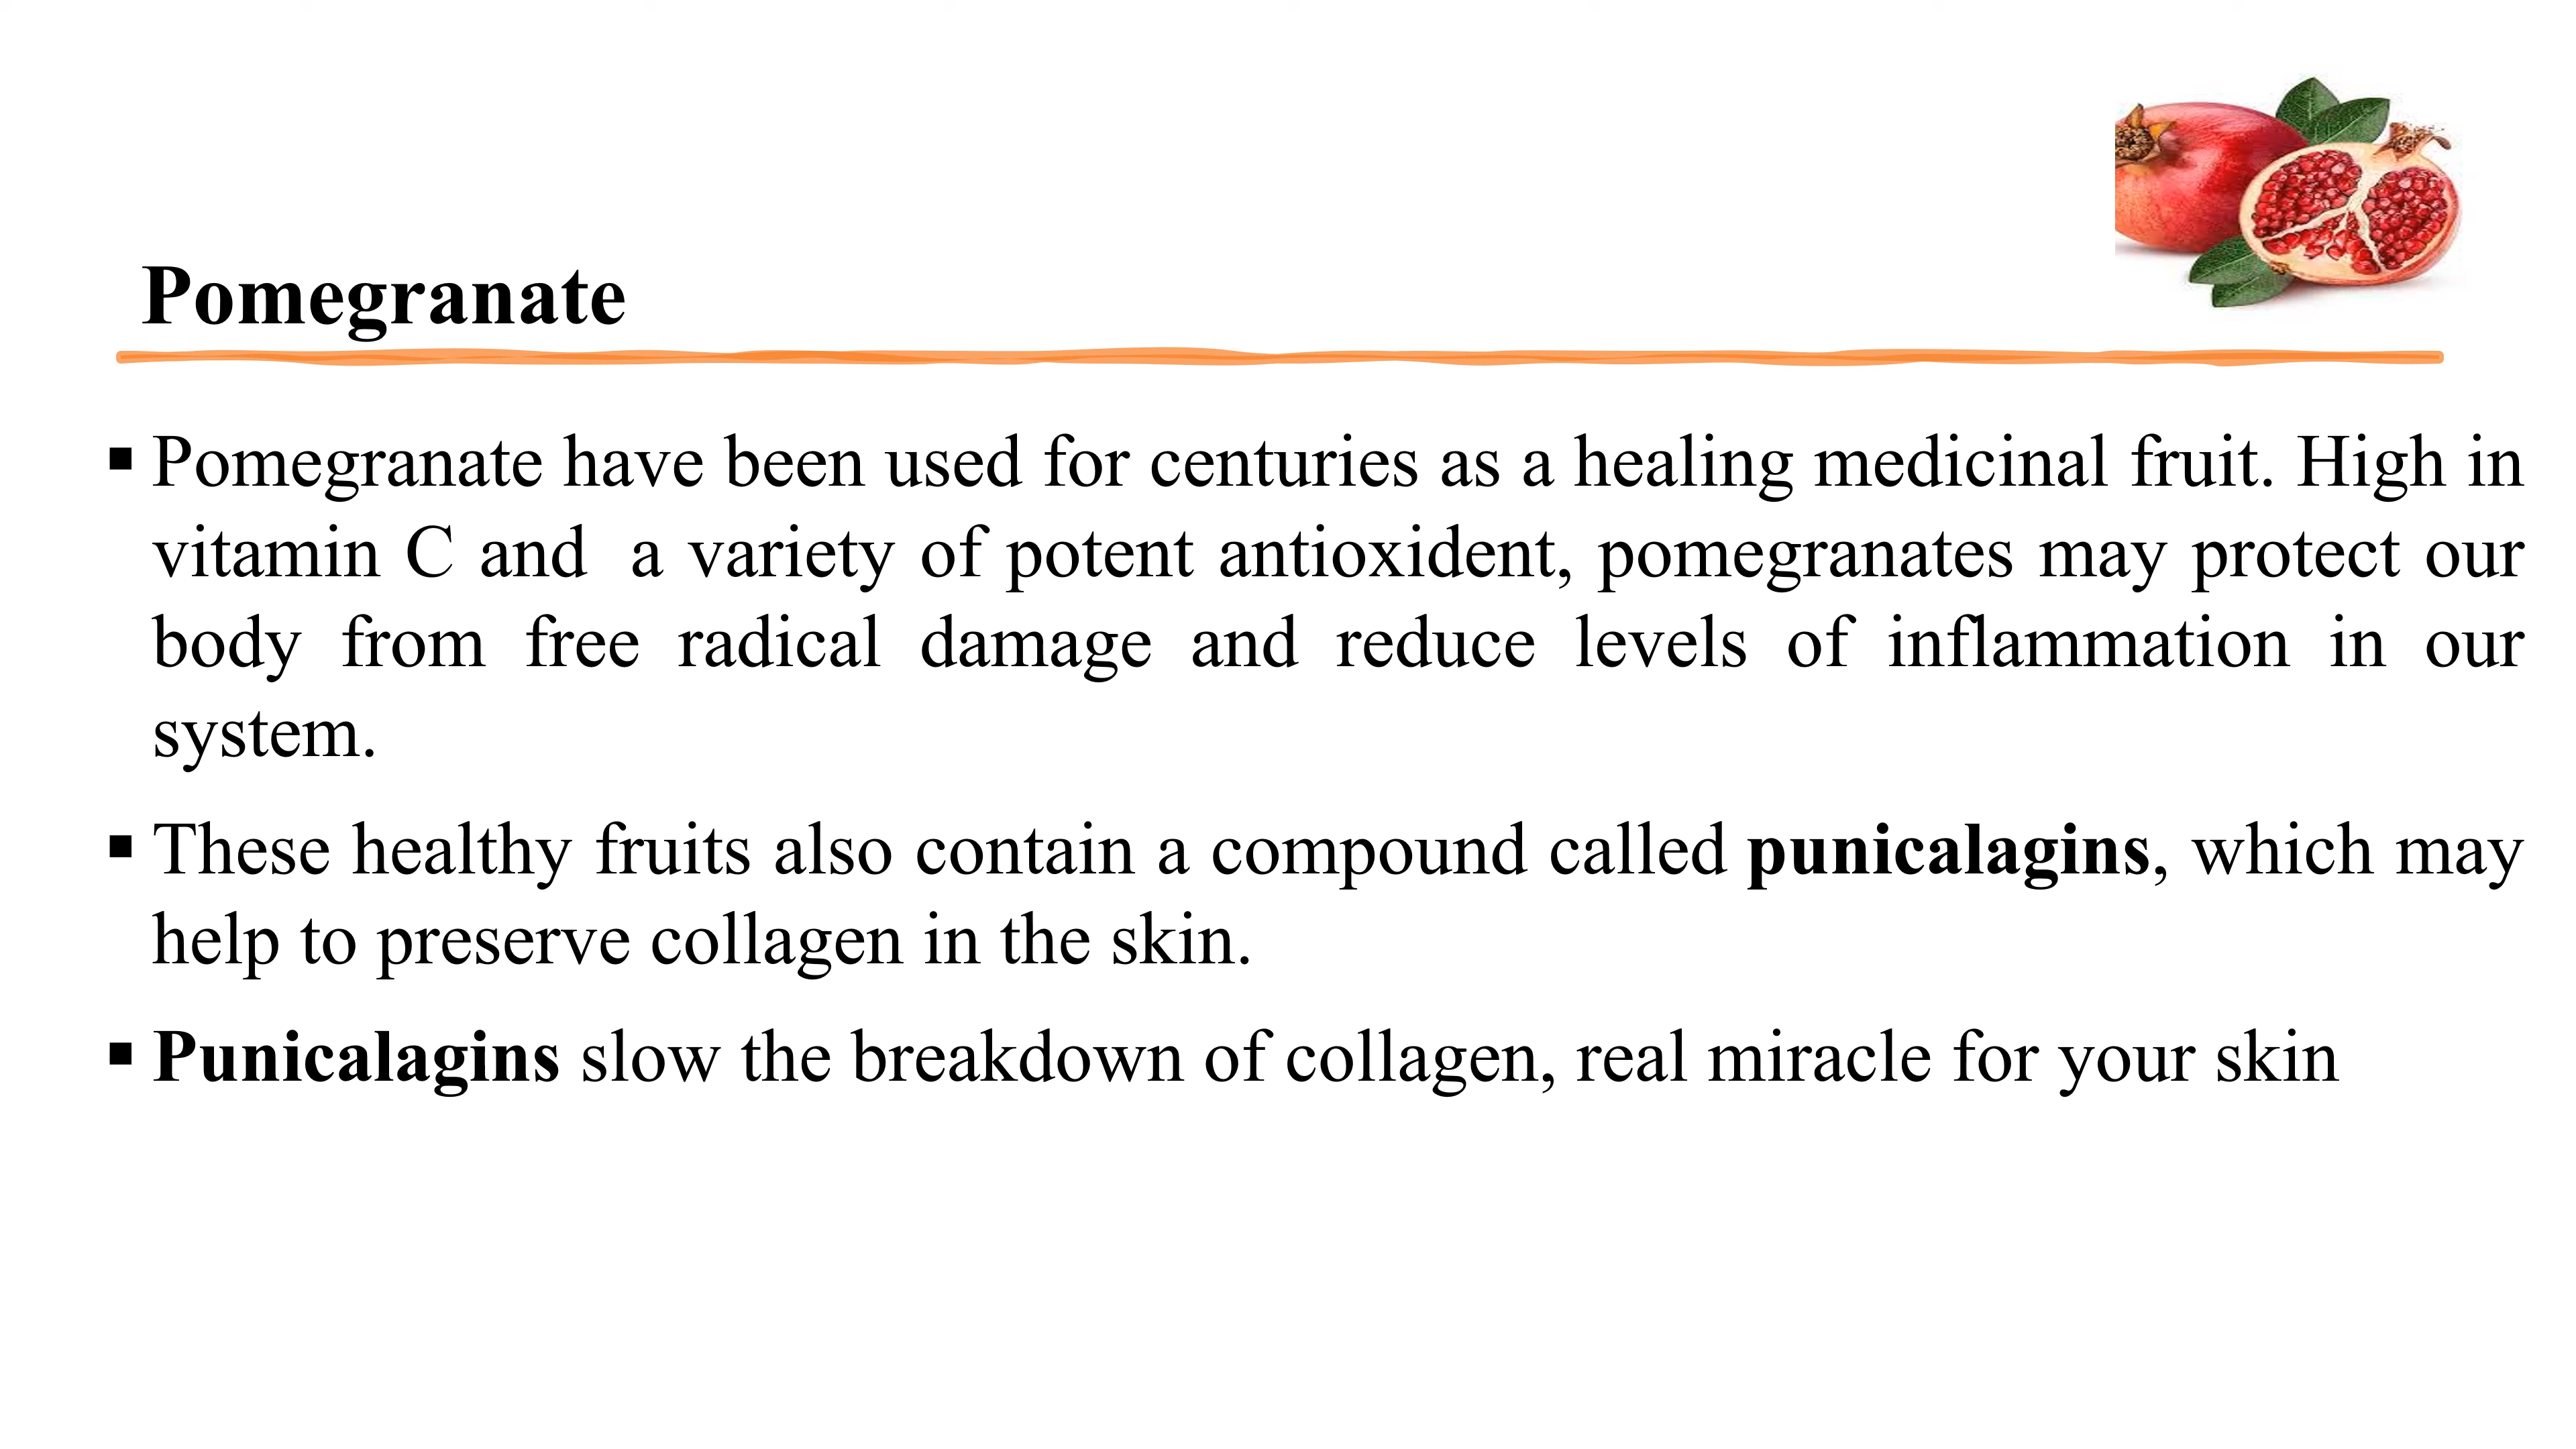 Pomegranate
▪ Pomegranate have been used for centuries as a healing medicinal fruit. High in
vitamin C and  a variety of potent antioxident, pomegranates may protect our
body from free radical damage and reduce levels of inflammation in our
system.
▪ These healthy fruits also contain a compound called punicalagins, which may
help to preserve collagen in the skin.
▪ Punicalagins slow the breakdown of collagen, real miracle for your skin